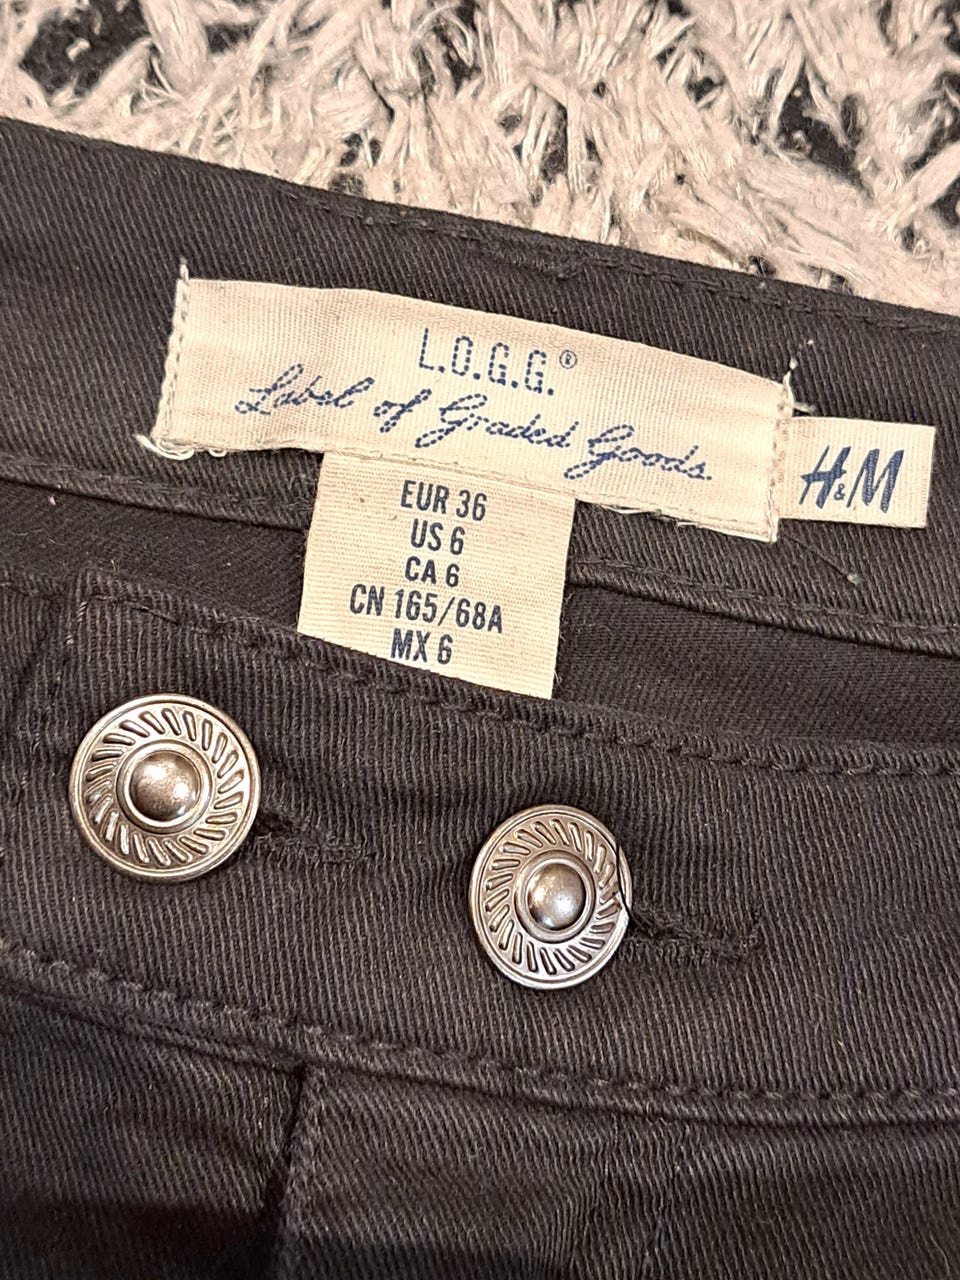 L.O.G.G.®
Label of Graded Goods.
H&M
EUR 36
US 6
CA 6
CN 165/68A
MX 6